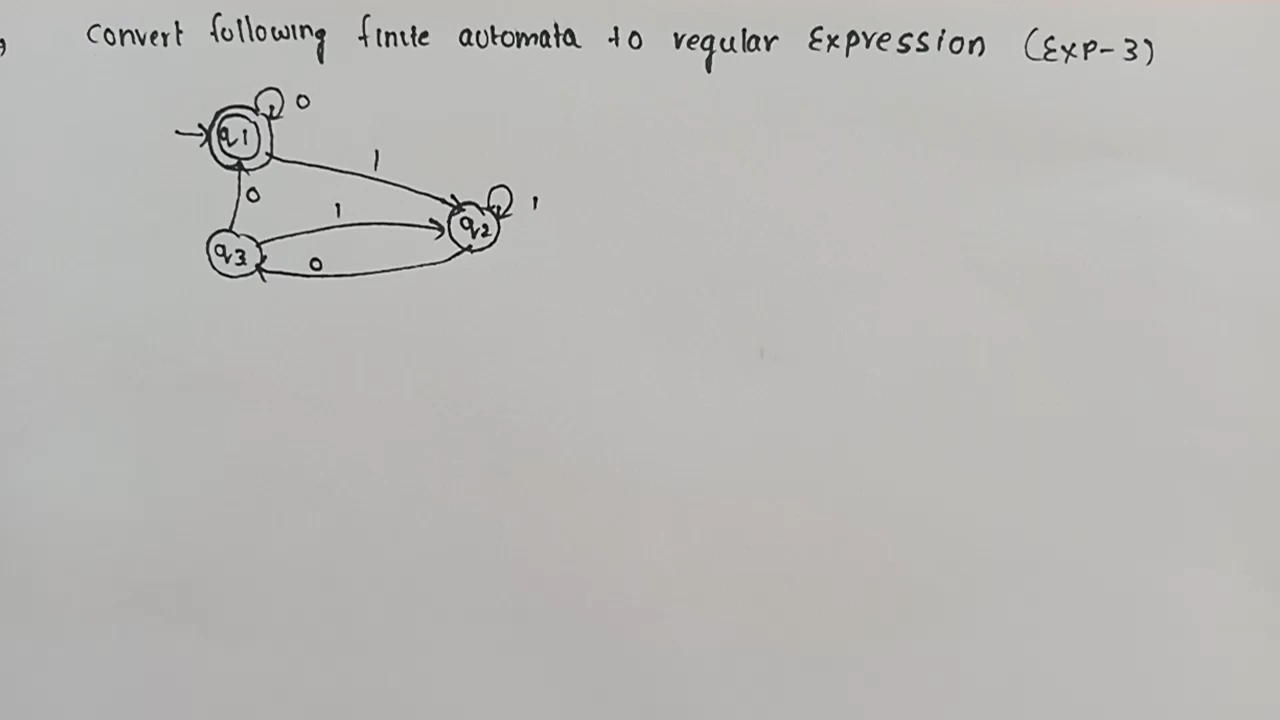 , convert following finite automata to regular Expression (Exp-3)
0
q1
1
0
1
q2
1
q3
0